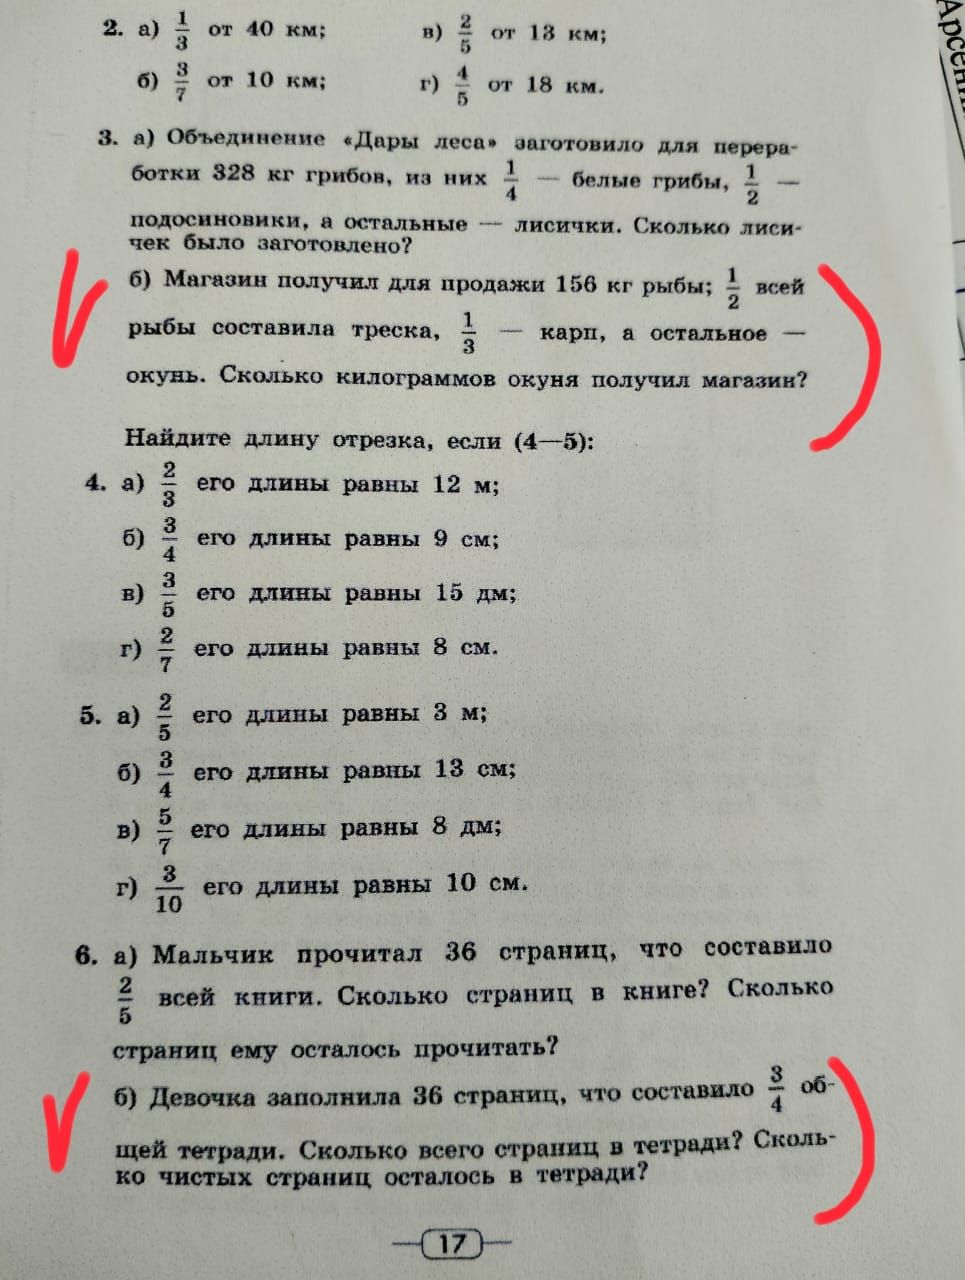 2. а) 1/3 от 40 км; в) 2/5 от 13 км;
б) 3/7 от 10 км; г) 4/5 от 18 км.
3. а) Объединение «Дары леса» заготовило для перера-
ботки 328 кг грибов, из них 1/4 — белые грибы, 1/2 —
подосиновики, а остальные — лисички. Сколько лиси-
чек было заготовлено?
б) Магазин получил для продажи 156 кг рыбы; 1/2 всей
рыбы составила треска, 1/3 — карп, а остальное —
окунь. Сколько килограммов окуня получил магазин?
Найдите длину отрезка, если (4—5):
4. а) 2/3 его длины равны 12 м;
б) 3/4 его длины равны 9 см;
в) 3/5 его длины равны 15 дм;
г) 2/7 его длины равны 8 см.
5. а) 2/5 его длины равны 3 м;
б) 3/4 его длины равны 13 см;
в) 5/7 его длины равны 8 дм;
г) 3/10 его длины равны 10 см.
6. а) Мальчик прочитал 36 страниц, что составило
2/5 всей книги. Сколько страниц в книге? Сколько
страниц ему осталось прочитать?
б) Девочка заполнила 36 страниц, что составило 3/4 об-
щей тетради. Сколько всего страниц в тетради? Сколь-
ко чистых страниц осталось в тетради?
17